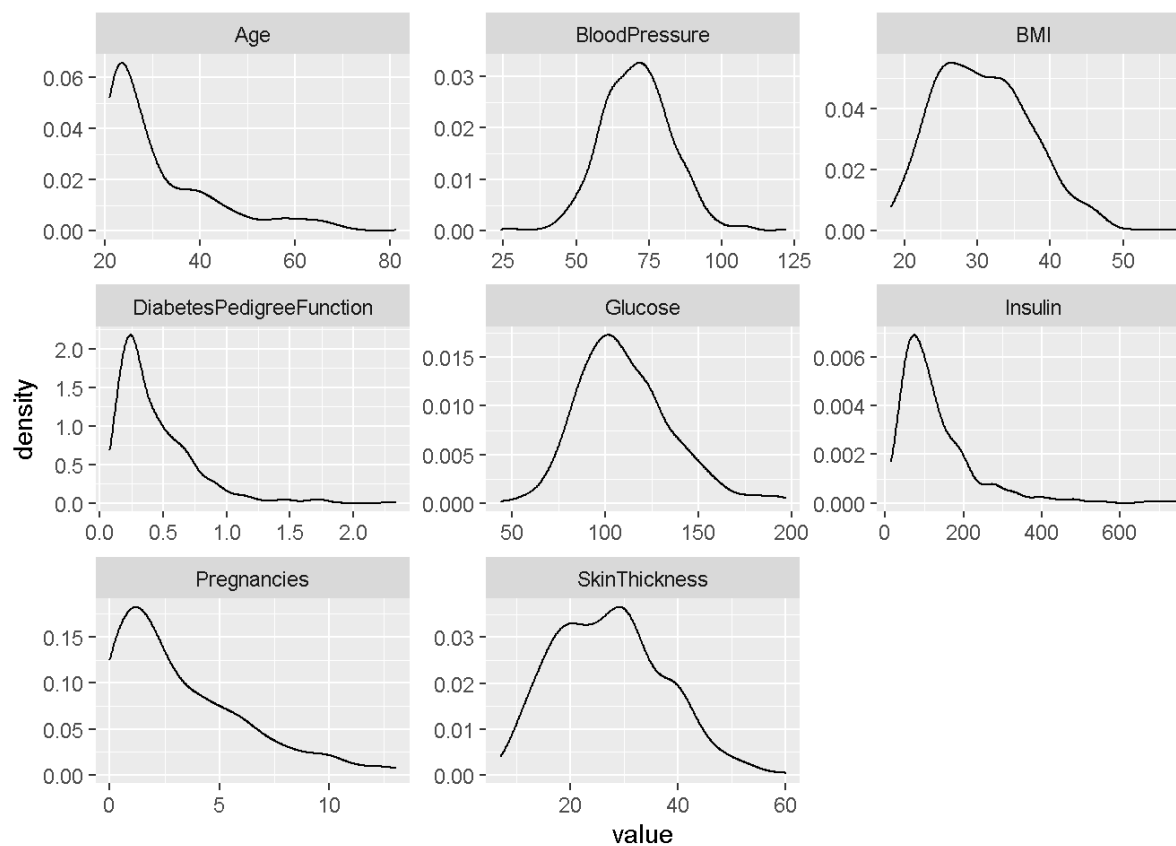 Age
BloodPressure
BMI
0.06
0.04
0.02
0.00
0.03
0.02
0.01
0.00
0.04
0.02
0.00
20 40 60 80
25 50 75 100 125
20 30 40 50
DiabetesPedigreeFunction
Glucose
Insulin
2.0
1.5
1.0
0.5
0.0
0.015
0.010
0.005
0.000
0.006
0.004
0.002
0.000
0.0 0.5 1.0 1.5 2.0
50 100 150 200
0 200 400 600
Pregnancies
SkinThickness
0.15
0.10
0.05
0.00
0.03
0.02
0.01
0.00
0 5 10
20 40 60
density
value